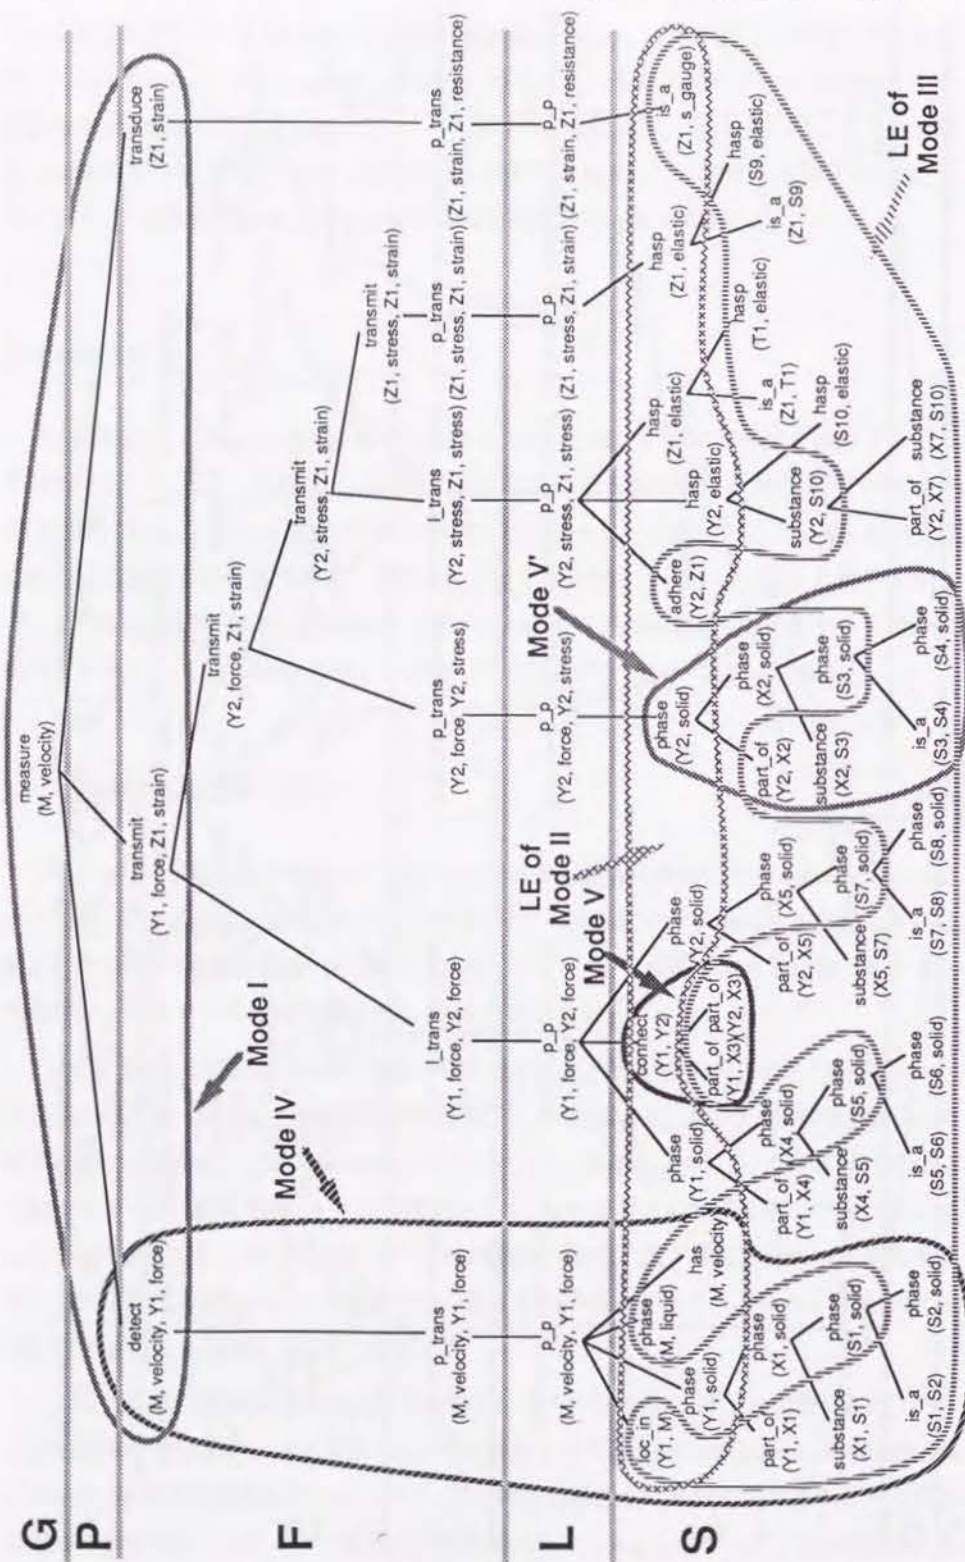 G
P
F
L
S
measure
(M, velocity)
detect
(M, velocity, Y1, force)
transmit
(Y1, force, Z1, strain)
transduce
(Z1, strain)
transmit
(Y2, force, Z1, strain)
transmit
(Y2, stress, Z1, strain)
transmit
(Z1, stress, Z1, strain)
Mode I
Mode IV
p_trans
(M, velocity, Y1, force)
l_trans
(Y1, force, Y2, force)
p_trans
(Y2, force, Y2, stress)
l_trans
(Y2, stress, Z1, stress)
p_trans
(Z1, stress, Z1, strain)
p_trans
(Z1, strain, Z1, resistance)
p_p
(M, velocity, Y1, force)
p_p
(Y1, force, Y2, force)
p_p
(Y2, force, Y2, stress)
p_p
(Y2, stress, Z1, stress)
p_p
(Z1, stress, Z1, strain)
p_p
(Z1, strain, Z1, resistance)
LE of
Mode II
Mode V
Mode V'
loc_in
(Y1, M)
phase
(Y1, solid)
phase
(M, liquid)
has
(M, velocity)
part_of
(Y1, X1)
phase
(X1, solid)
substance
(X1, S1)
phase
(S1, solid)
is_a
(S1, S2)
phase
(S2, solid)
phase
(Y1, solid)
connect
(Y1, Y2)
part_of
(Y1, X3)
part_of
(Y2, X3)
phase
(Y2, solid)
part_of
(Y1, X4)
phase
(X4, solid)
substance
(X4, S5)
phase
(S5, solid)
is_a
(S5, S6)
phase
(S6, solid)
part_of
(Y2, X5)
phase
(X5, solid)
substance
(X5, S7)
phase
(S7, solid)
is_a
(S7, S8)
phase
(S8, solid)
phase
(Y2, solid)
part_of
(Y2, X2)
phase
(X2, solid)
substance
(X2, S3)
phase
(S3, solid)
is_a
(S3, S4)
phase
(S4, solid)
adhere
(Y2, Z1)
hasp
(Y2, elastic)
hasp
(Z1, elastic)
substance
(Y2, S10)
hasp
(S10, elastic)
part_of
(Y2, X7)
substance
(X7, S10)
is_a
(Z1, T1)
hasp
(T1, elastic)
hasp
(Z1, elastic)
is_a
(Z1, S9)
hasp
(S9, elastic)
is_a
(Z1, s_gauge)
LE of
Mode III